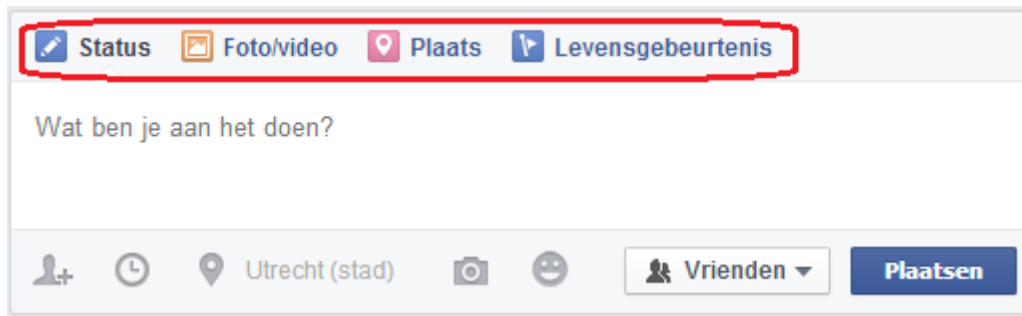 Status Foto/video Plaats Levensgebeurtenis
Wat ben je aan het doen?
Utrecht (stad) Vrienden Plaatsen